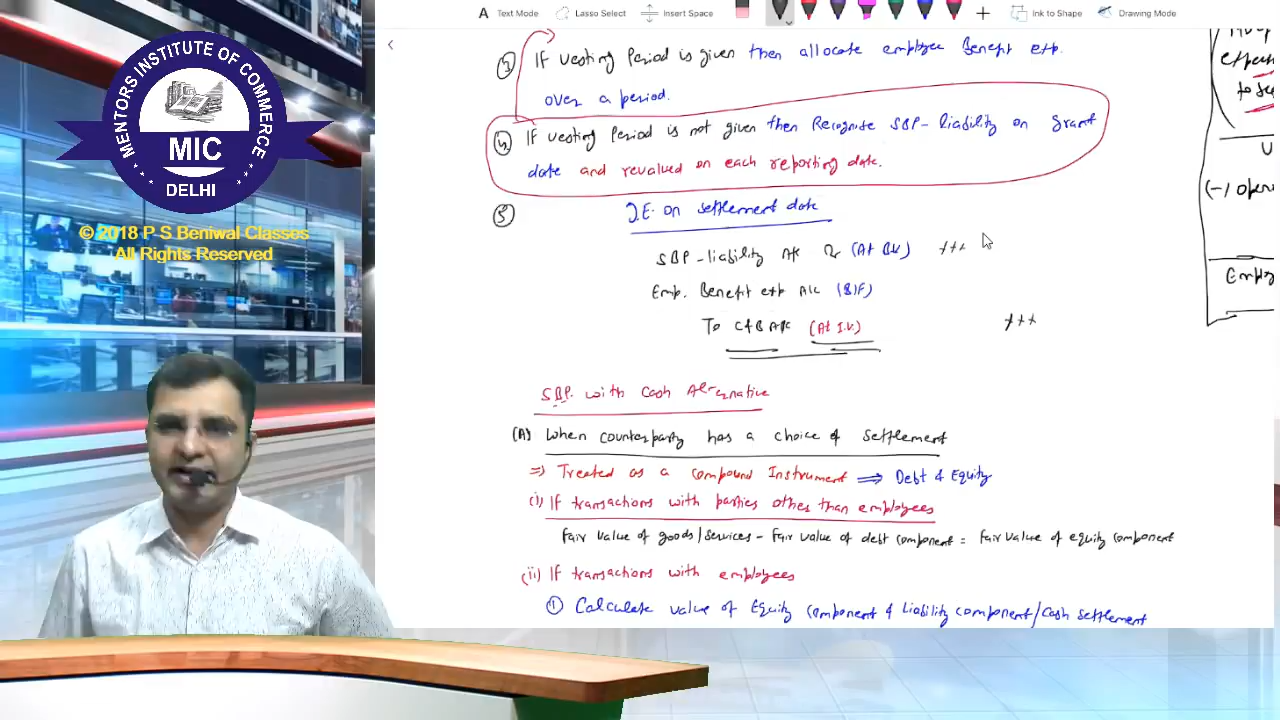 A Text Mode Lasso Select Insert Space Ink to Shape Drawing Mode
MENTORS INSTITUTE OF COMMERCE
MIC
DELHI
© 2018 P S Beniwal Classes
All Rights Reserved
③ If vesting Period is given then allocate employee Benefit exp.
over a period.
④ If vesting Period is not given then Recognise SBP-liability on Grant
date and revalued on each reporting date.
⑤ J.E. on settlement date
SBP-liability A/c Dr (At B.V.) +++
Emp. Benefit exp A/c (B/F)
To C&B A/c (At I.V.) +++
SBP. with Cash Alternative
(A) When counterparty has a choice of settlement
⇒ Treated as a compound Instrument ⇒ Debt & Equity
(i) If transactions with parties other than employees
Fair value of goods/services - Fair value of debt component = Fair value of equity component
(ii) If transactions with employees
① Calculate value of Equity component & Liability component/cash settlement
to
U
(-) open
Employ